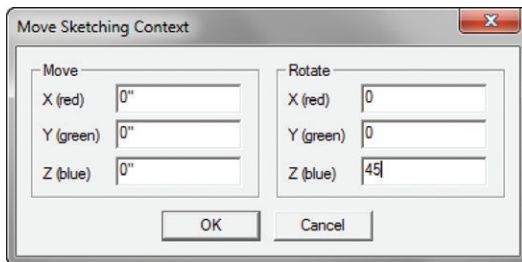 Move Sketching Context
Move
X (red) 0"
Y (green) 0"
Z (blue) 0"
Rotate
X (red) 0
Y (green) 0
Z (blue) 45
OK Cancel